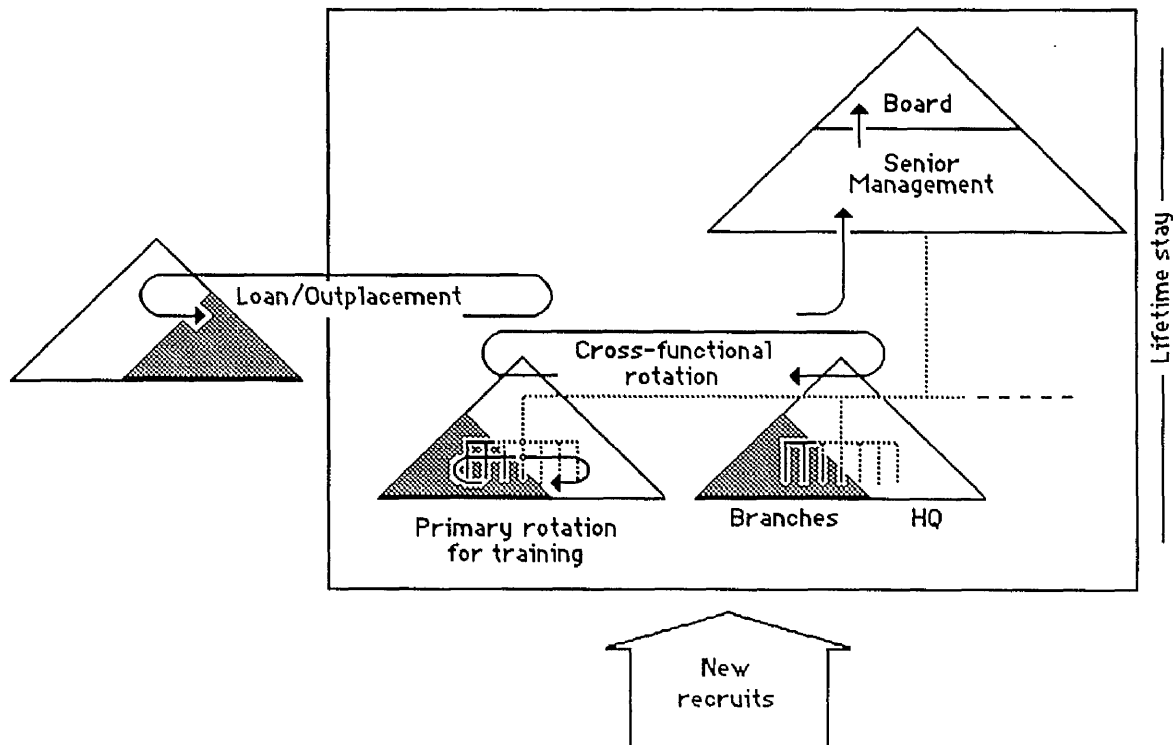 Board
Senior
Management
Loan/Outplacement
Cross-functional
rotation
Primary rotation
for training
Branches
HQ
Lifetime stay
New
recruits